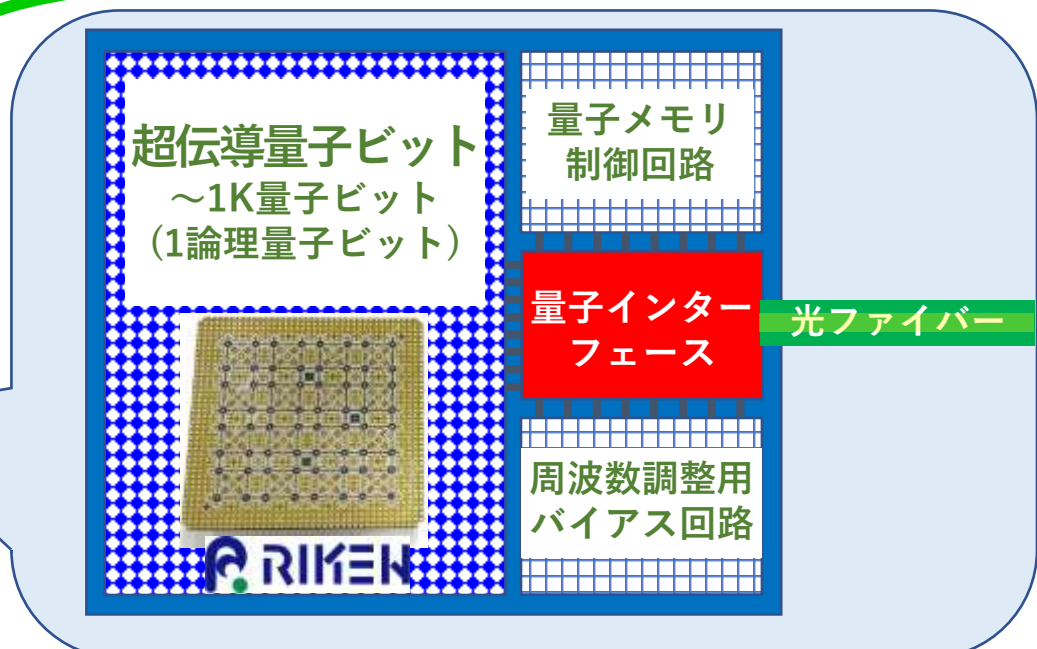 超伝導量子ビット
～1K量子ビット
（1論理量子ビット）
RIKEN
量子メモリ
制御回路
量子インター
フェース
光ファイバー
周波数調整用
バイアス回路